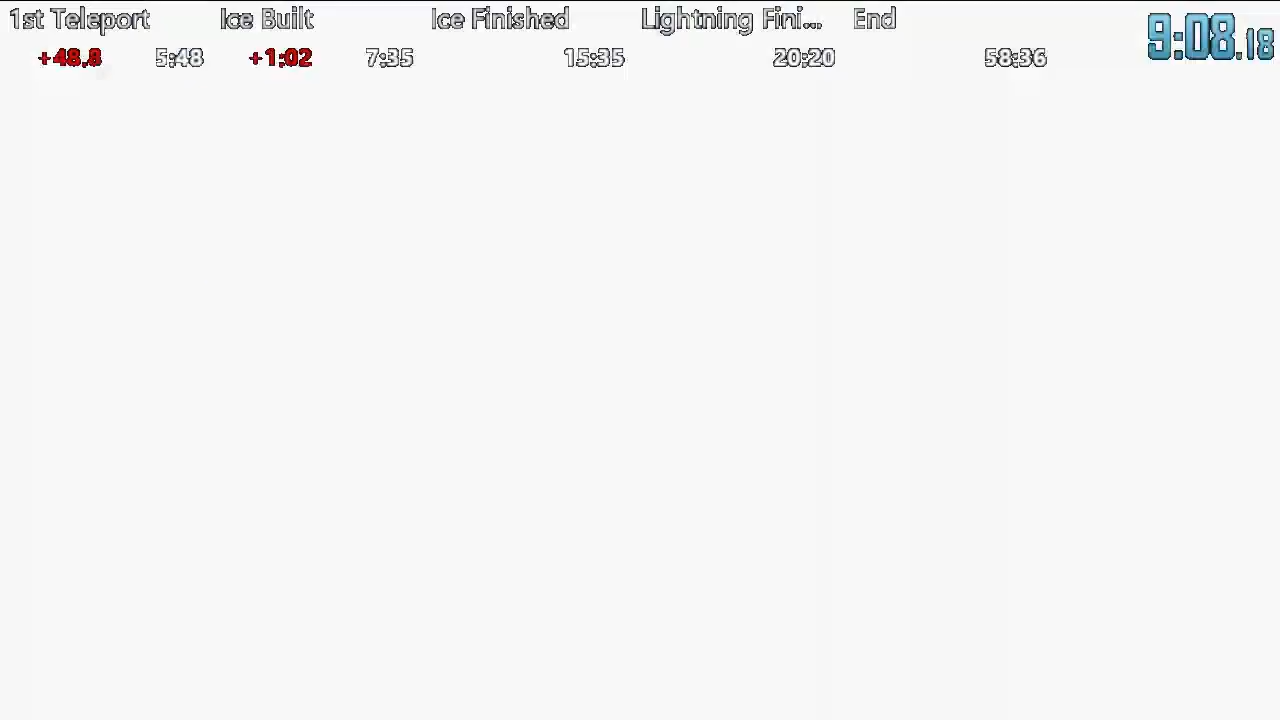 1st Teleport Ice Built Ice Finished Lightning Fini... End
+48.8 5:48 +1:02 7:35 15:35 20:20 58:36 9:08.18